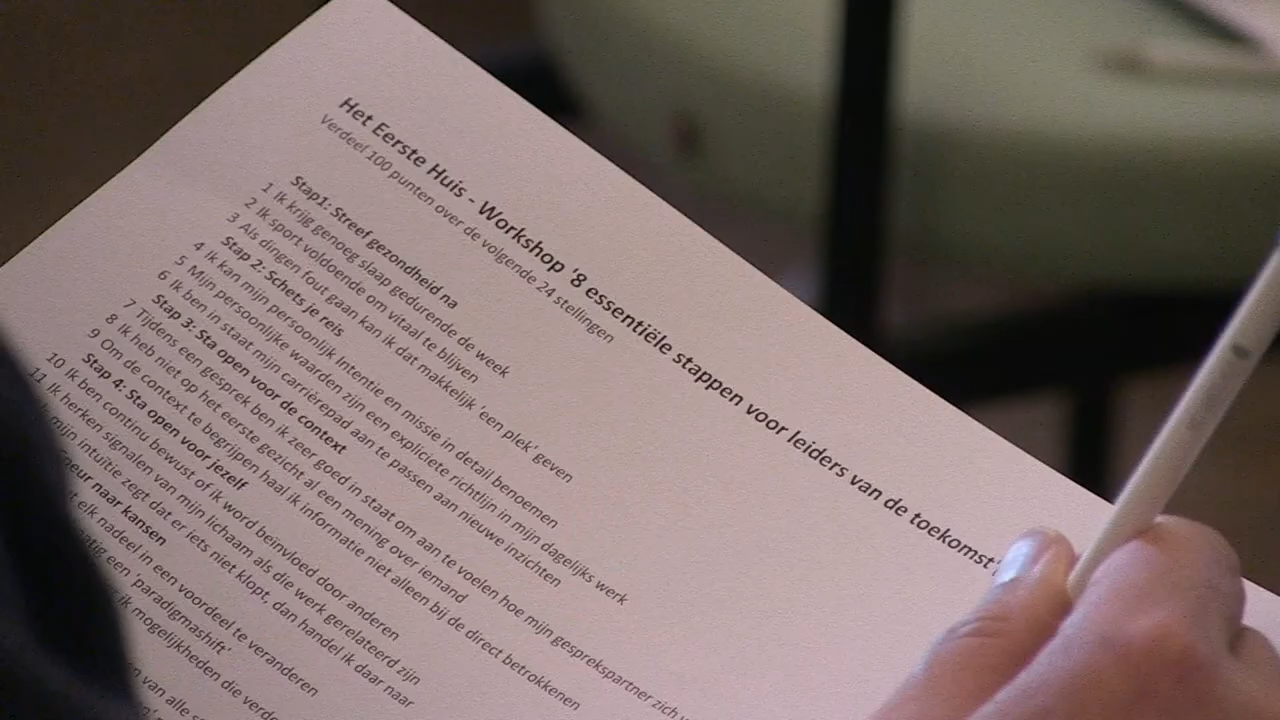 Het Eerste Huis - Workshop '8 essentiële stappen voor leiders van de toekomst'
Verdeel 100 punten over de volgende 24 stellingen
Stap1: Streef gezondheid na
1 Ik krijg genoeg slaap gedurende de week
2 Ik sport voldoende om vitaal te blijven
3 Als dingen fout gaan kan ik dat makkelijk 'een plek' geven
Stap 2: Schets je reis
4 Ik kan mijn persoonlijk Intentie en missie in detail benoemen
5 Mijn persoonlijke waarden zijn een expliciete richtlijn in mijn dagelijks werk
6 Ik ben in staat mijn carrièrepad aan te passen aan nieuwe inzichten
Stap 3: Sta open voor de context
7 Tijdens een gesprek ben ik zeer goed in staat om aan te voelen hoe mijn gesprekspartner zich
8 Ik heb niet op het eerste gezicht al een mening over iemand
9 Om de context te begrijpen haal ik informatie niet alleen bij de direct betrokkenen
Stap 4: Sta open voor jezelf
10 Ik ben continu bewust of ik word beïnvloed door anderen
11 Ik herken signalen van mijn lichaam als die werk gerelateerd zijn
mijn intuïtie zegt dat er iets niet klopt, dan handel ik daar naar
naar kansen
elk nadeel in een voordeel te veranderen
een 'paradigmashift'
ik mogelijkheden die
van alle